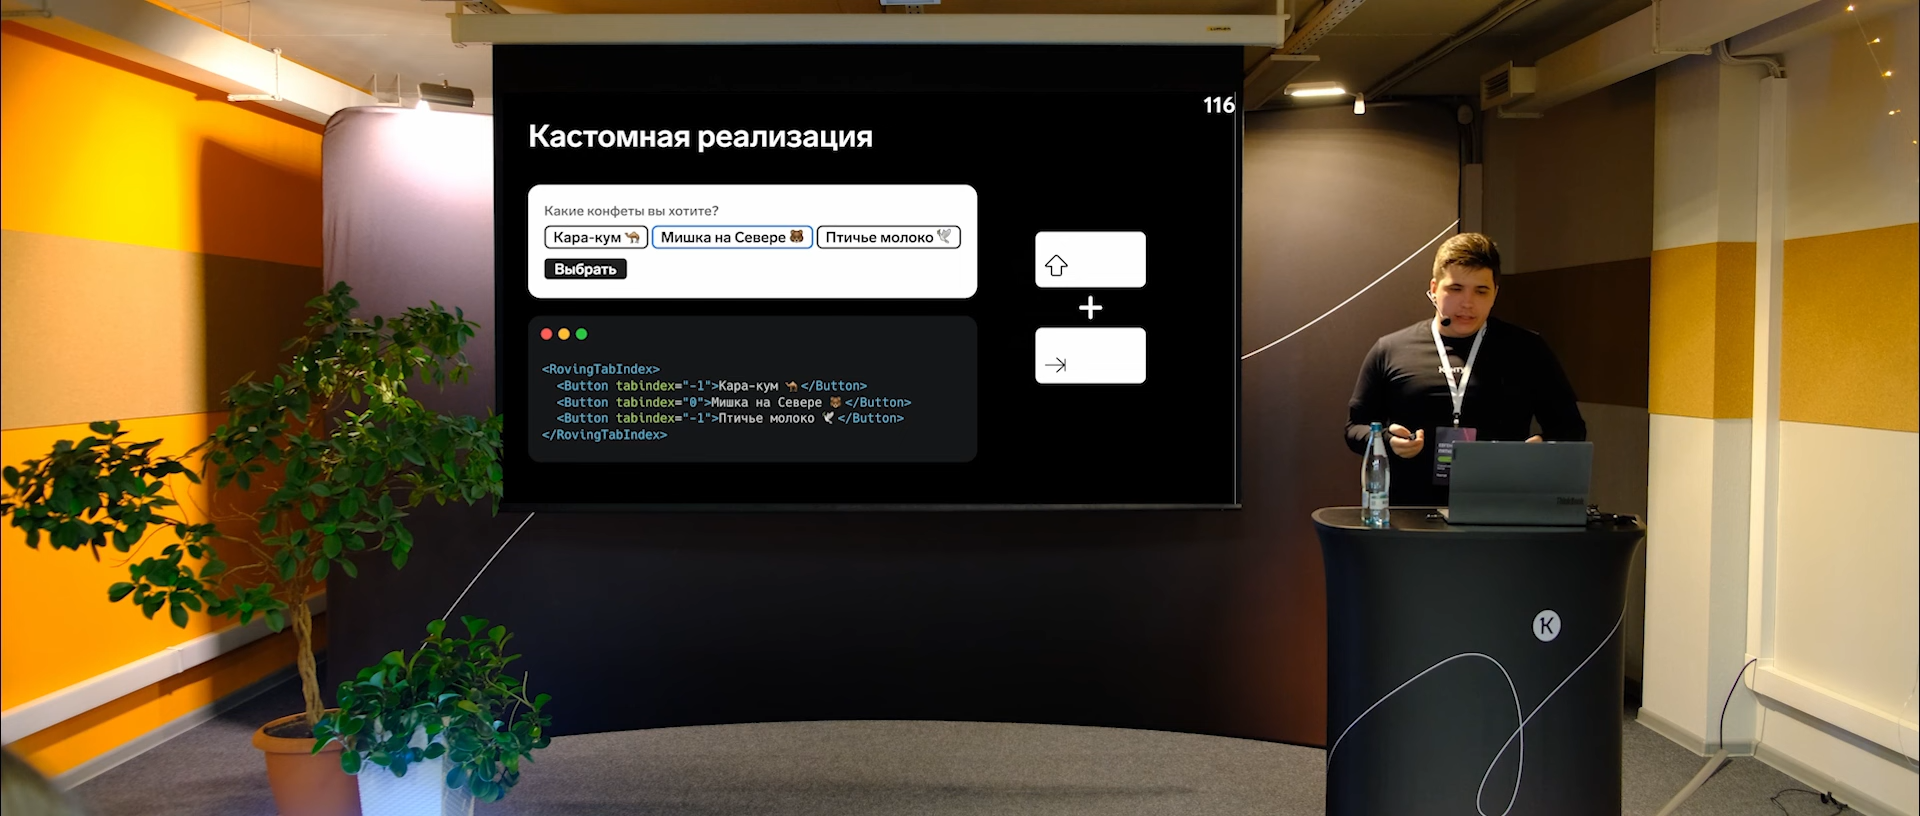 116
Кастомная реализация
Какие конфеты вы хотите?
Кара-кум 🐪 Мишка на Севере 🐻 Птичье молоко 🕊
Выбрать
<RovingTabIndex>
<Button tabindex="-1">Кара-кум 🐪</Button>
<Button tabindex="0">Мишка на Севере 🐻</Button>
<Button tabindex="-1">Птичье молоко 🕊</Button>
</RovingTabIndex>
+
ThinkBook
K